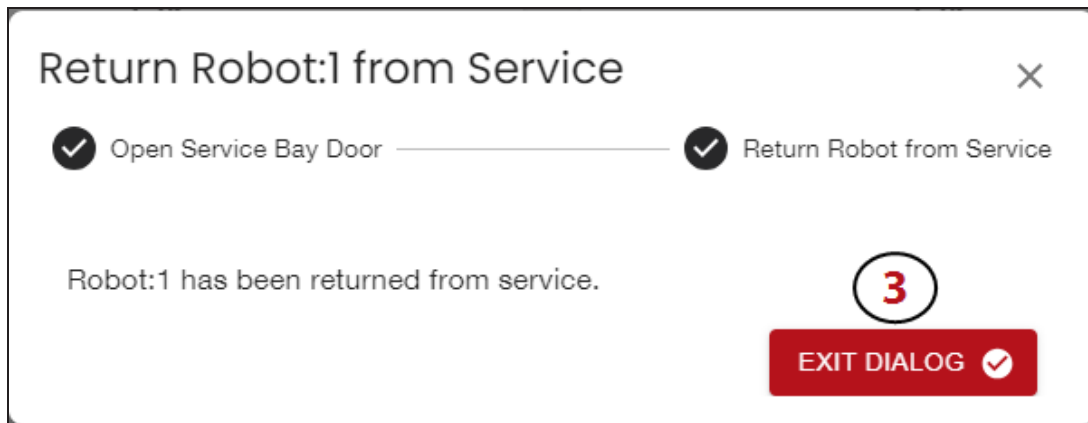 Return Robot:1 from Service
Open Service Bay Door
Return Robot from Service
Robot:1 has been returned from service.
3
EXIT DIALOG